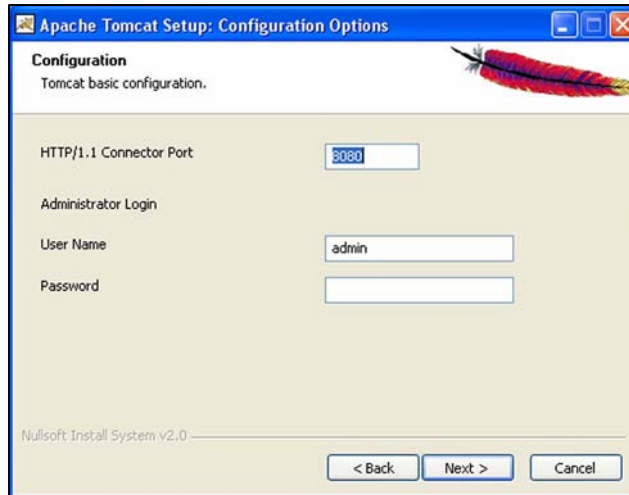 Apache Tomcat Setup: Configuration Options
Configuration
Tomcat basic configuration.
HTTP/1.1 Connector Port 8080
Administrator Login
User Name admin
Password
Nullsoft Install System v2.0
< Back Next > Cancel